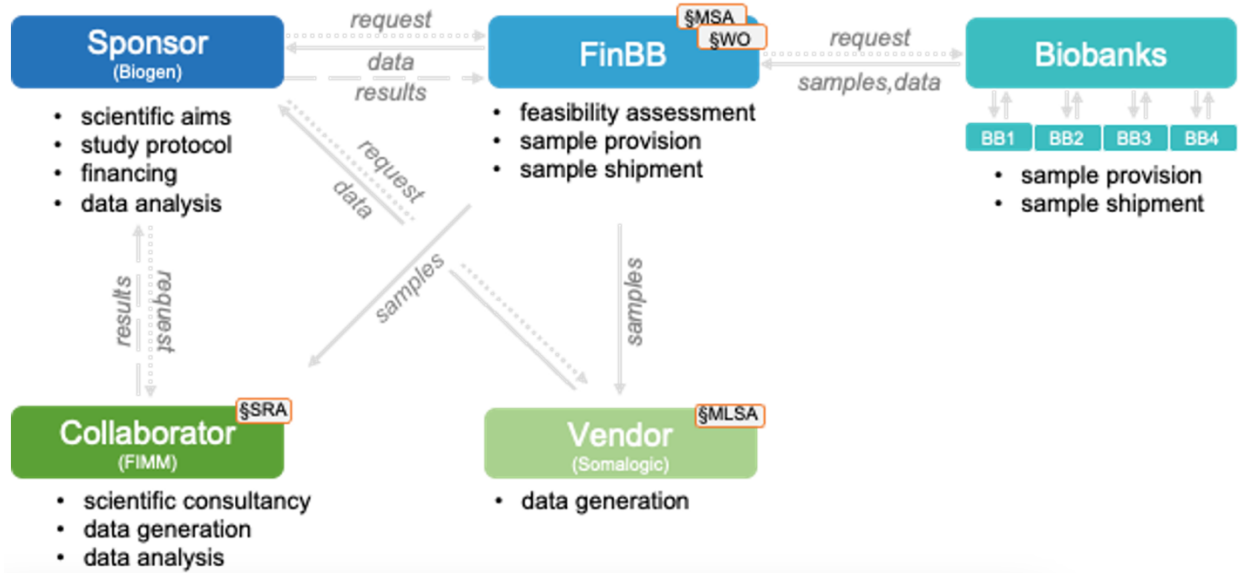 Sponsor
(Biogen)
• scientific aims
• study protocol
• financing
• data analysis
request
data
results
FinBB
§MSA
§WO
• feasibility assessment
• sample provision
• sample shipment
request
samples,data
Biobanks
BB1
BB2
BB3
BB4
• sample provision
• sample shipment
request
data
samples
samples
results
request
Collaborator
(FIMM)
§SRA
• scientific consultancy
• data generation
• data analysis
Vendor
(Somalogic)
§MLSA
• data generation